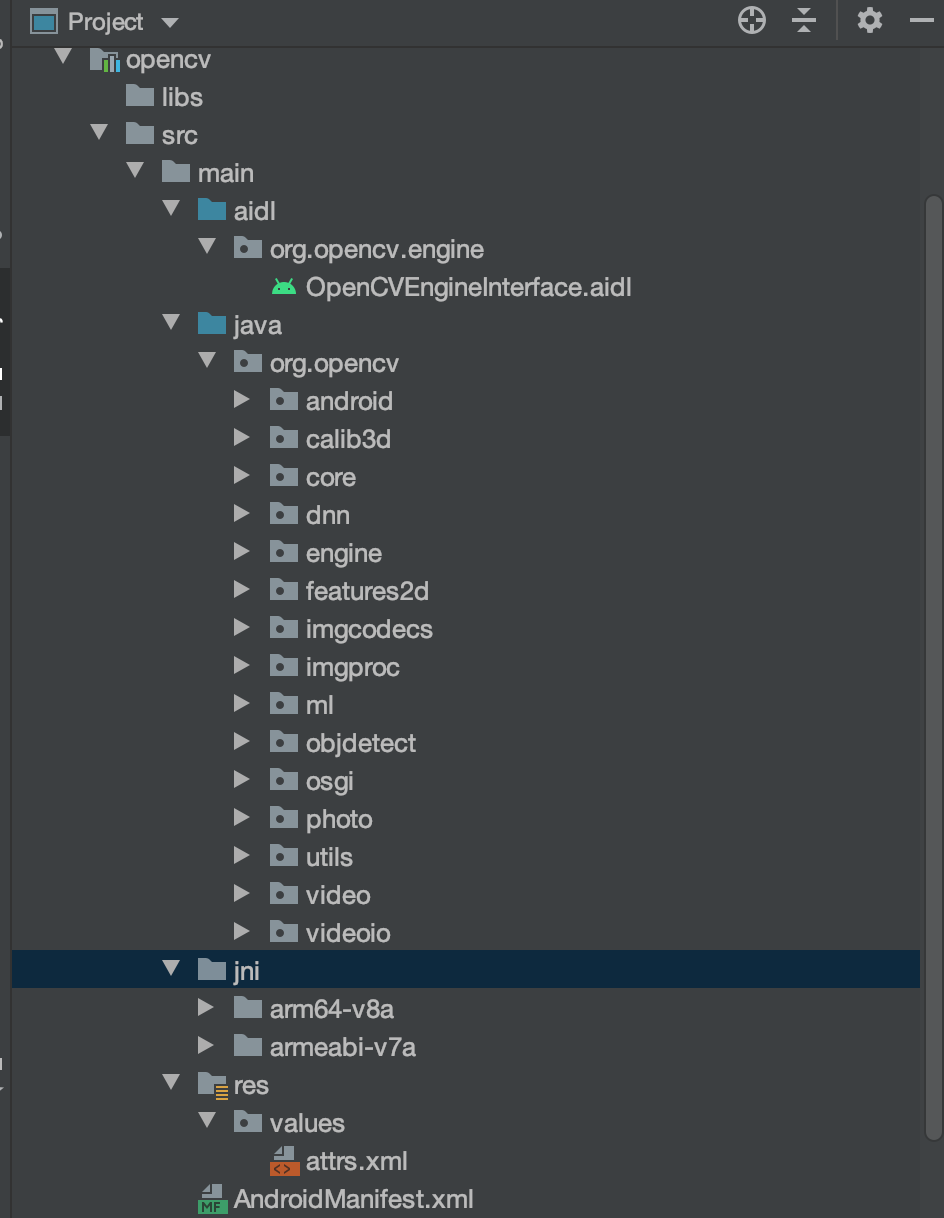 Project
opencv
libs
src
main
aidl
org.opencv.engine
OpenCVEngineInterface.aidl
java
org.opencv
android
calib3d
core
dnn
engine
features2d
imgcodecs
imgproc
ml
objdetect
osgi
photo
utils
video
videoio
jni
arm64-v8a
armeabi-v7a
res
values
attrs.xml
MF AndroidManifest.xml